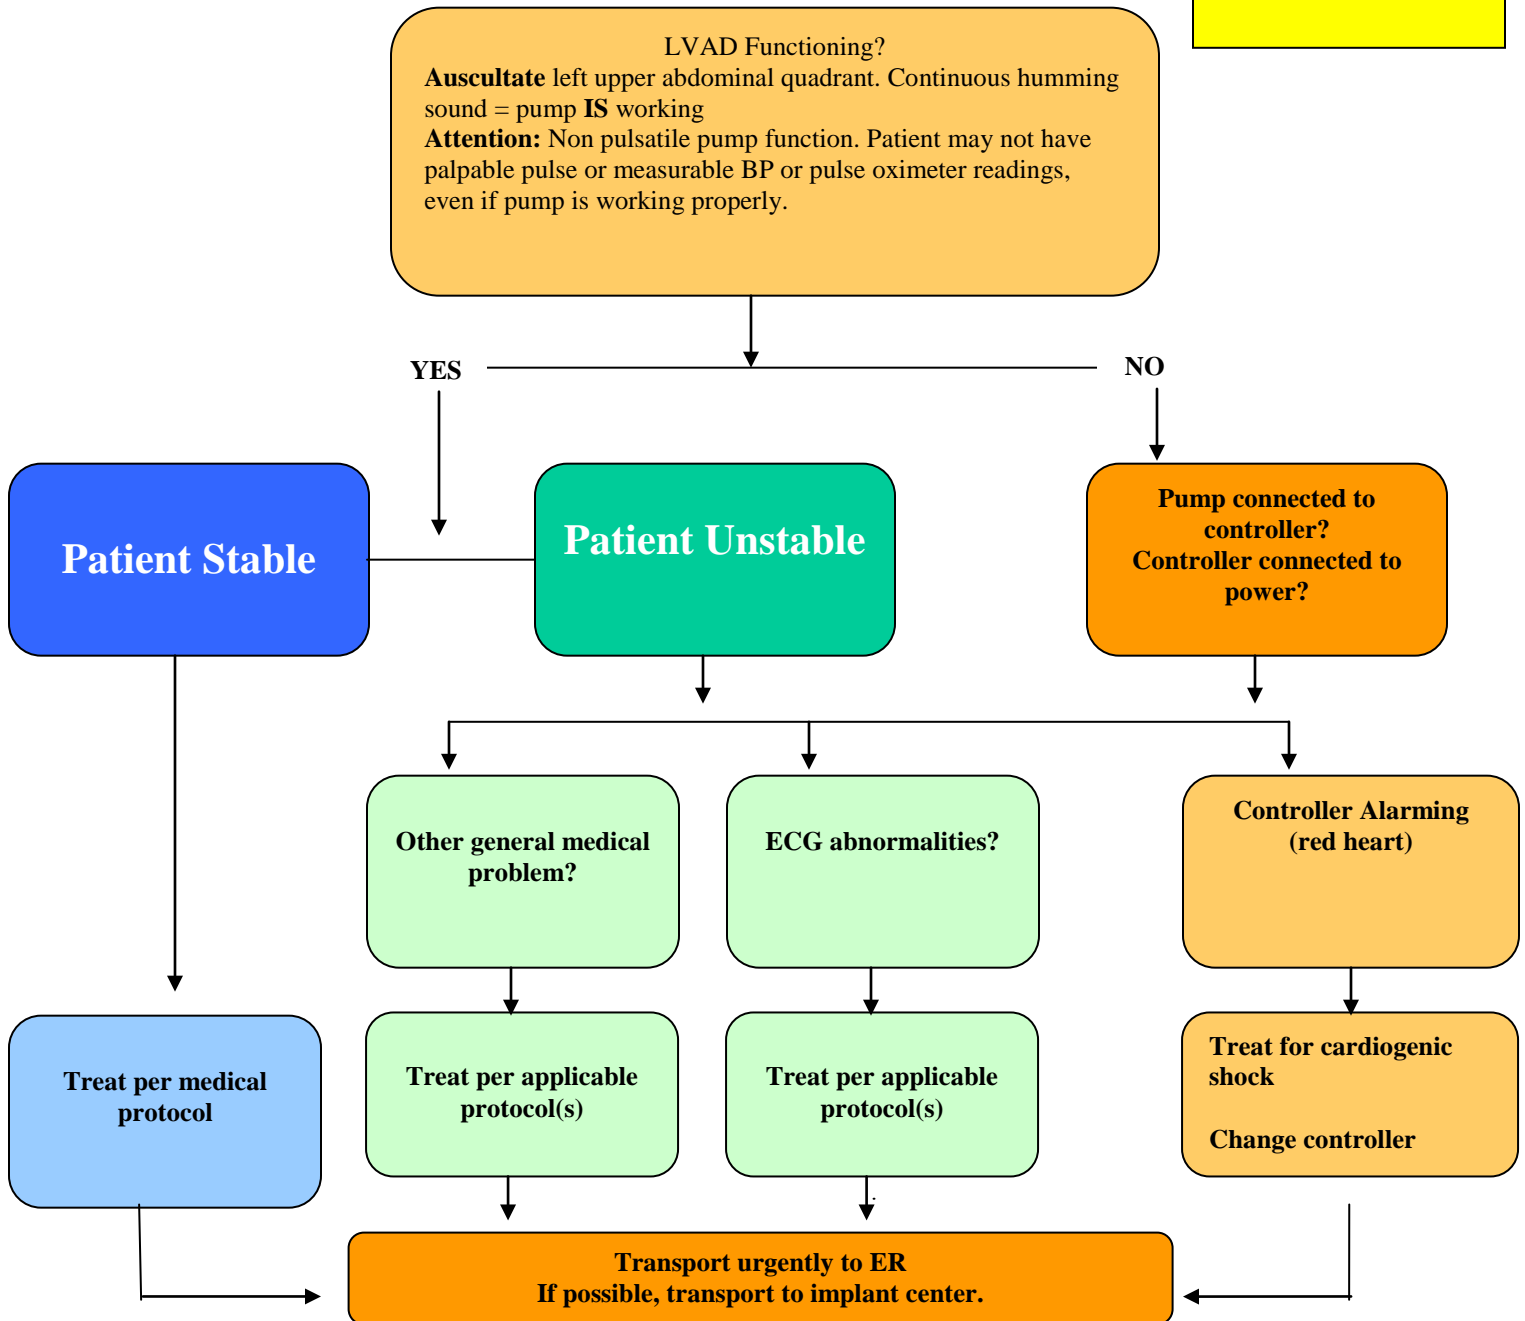 LVAD Functioning?
Auscultate left upper abdominal quadrant. Continuous humming
sound = pump IS working
Attention: Non pulsatile pump function. Patient may not have
palpable pulse or measurable BP or pulse oximeter readings,
even if pump is working properly.
YES
NO
Patient Stable
Patient Unstable
Pump connected to
controller?
Controller connected to
power?
Other general medical
problem?
ECG abnormalities?
Controller Alarming
(red heart)
Treat per medical
protocol
Treat per applicable
protocol(s)
Treat per applicable
protocol(s)
Treat for cardiogenic
shock
Change controller
.
Transport urgently to ER
If possible, transport to implant center.